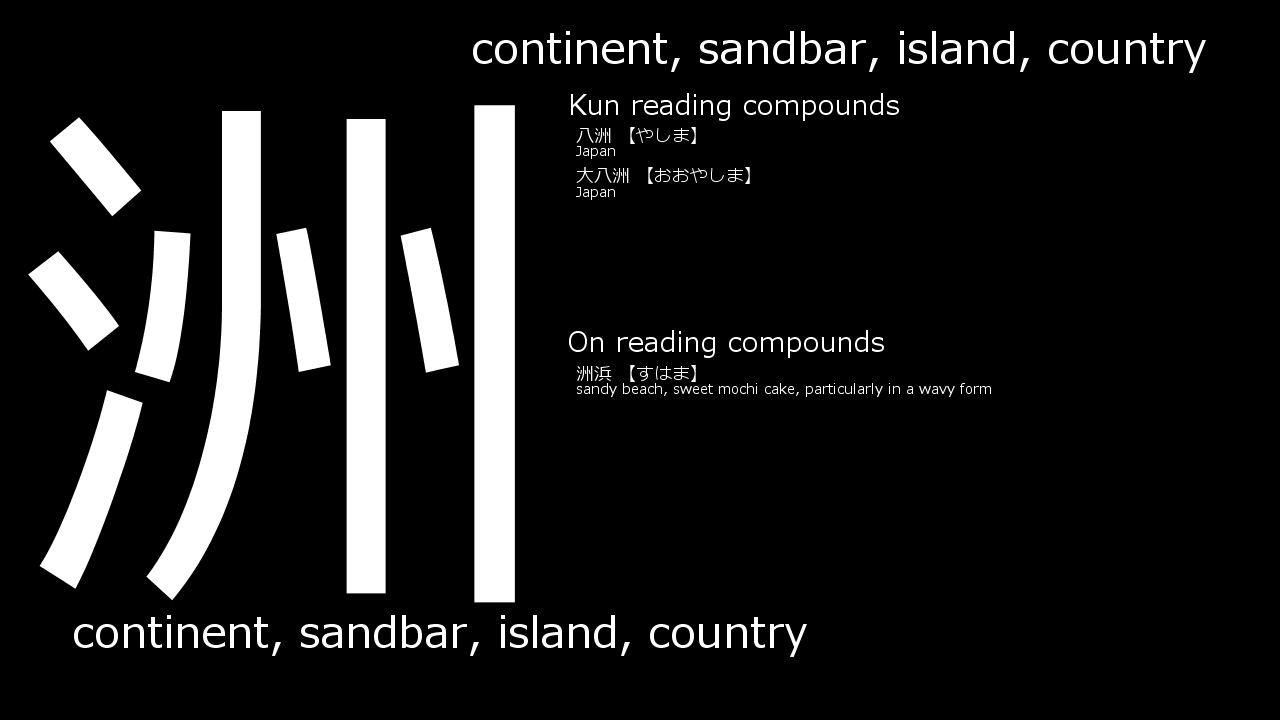 continent, sandbar, island, country
洲
Kun reading compounds
八洲 【やしま】
Japan
大八洲 【おおやしま】
Japan
On reading compounds
洲浜 【すはま】
sandy beach, sweet mochi cake, particularly in a wavy form
continent, sandbar, island, country